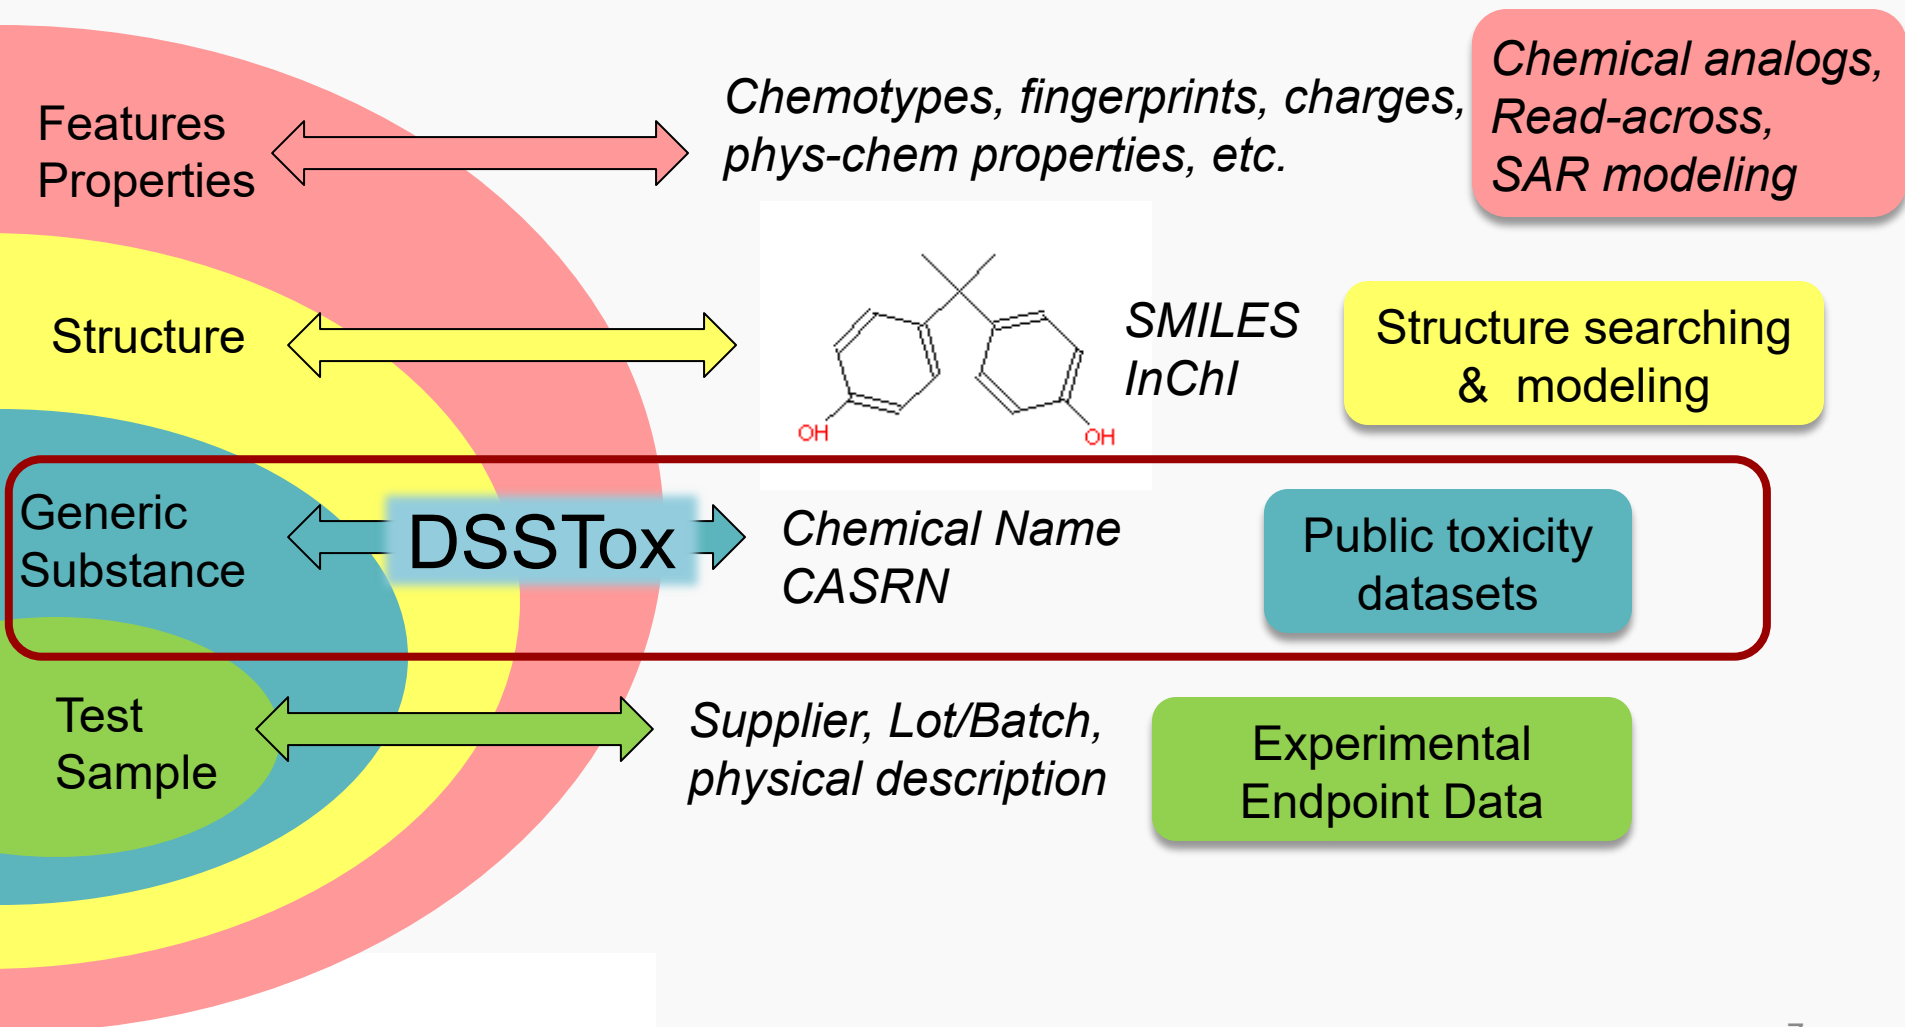 Features
Properties
Chemotypes, fingerprints, charges,
phys-chem properties, etc.
Chemical analogs,
Read-across,
SAR modeling
Structure
OH
OH
SMILES
InChI
Structure searching
& modeling
Generic
Substance
DSSTox
Chemical Name
CASRN
Public toxicity
datasets
Test
Sample
Supplier, Lot/Batch,
physical description
Experimental
Endpoint Data